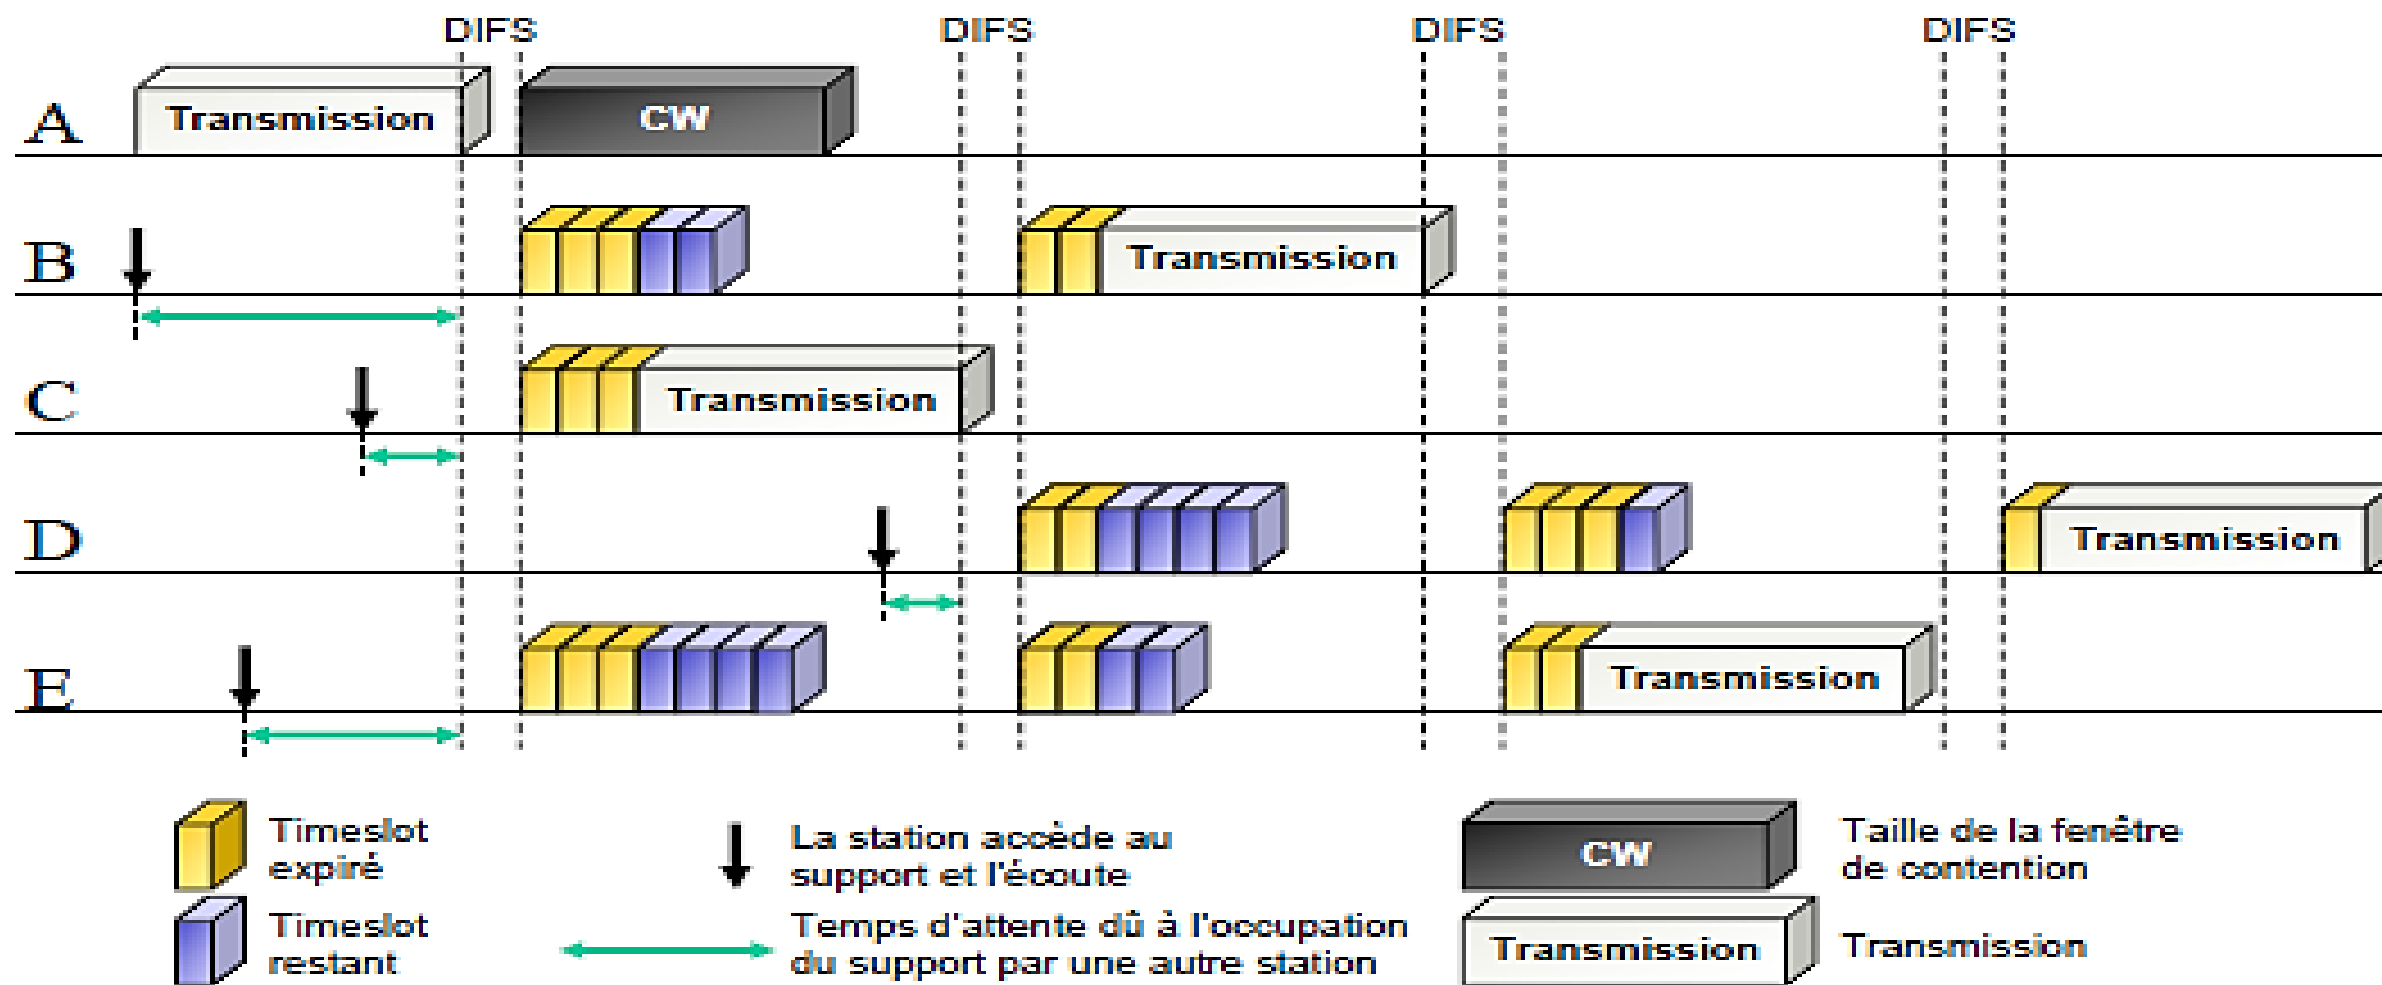 DIFS DIFS DIFS DIFS
A Transmission CW
B Transmission
C Transmission
D Transmission
E Transmission
Timeslot
expiré
Timeslot
restant
La station accède au
support et l'écoute
Temps d'attente dû à l'occupation
du support par une autre station
CW
Taille de la fenêtre
de contention
Transmission
Transmission